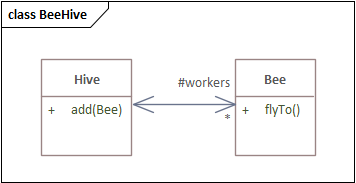 class BeeHive
Hive
+ add(Bee)
#workers
*
Bee
+ flyTo()